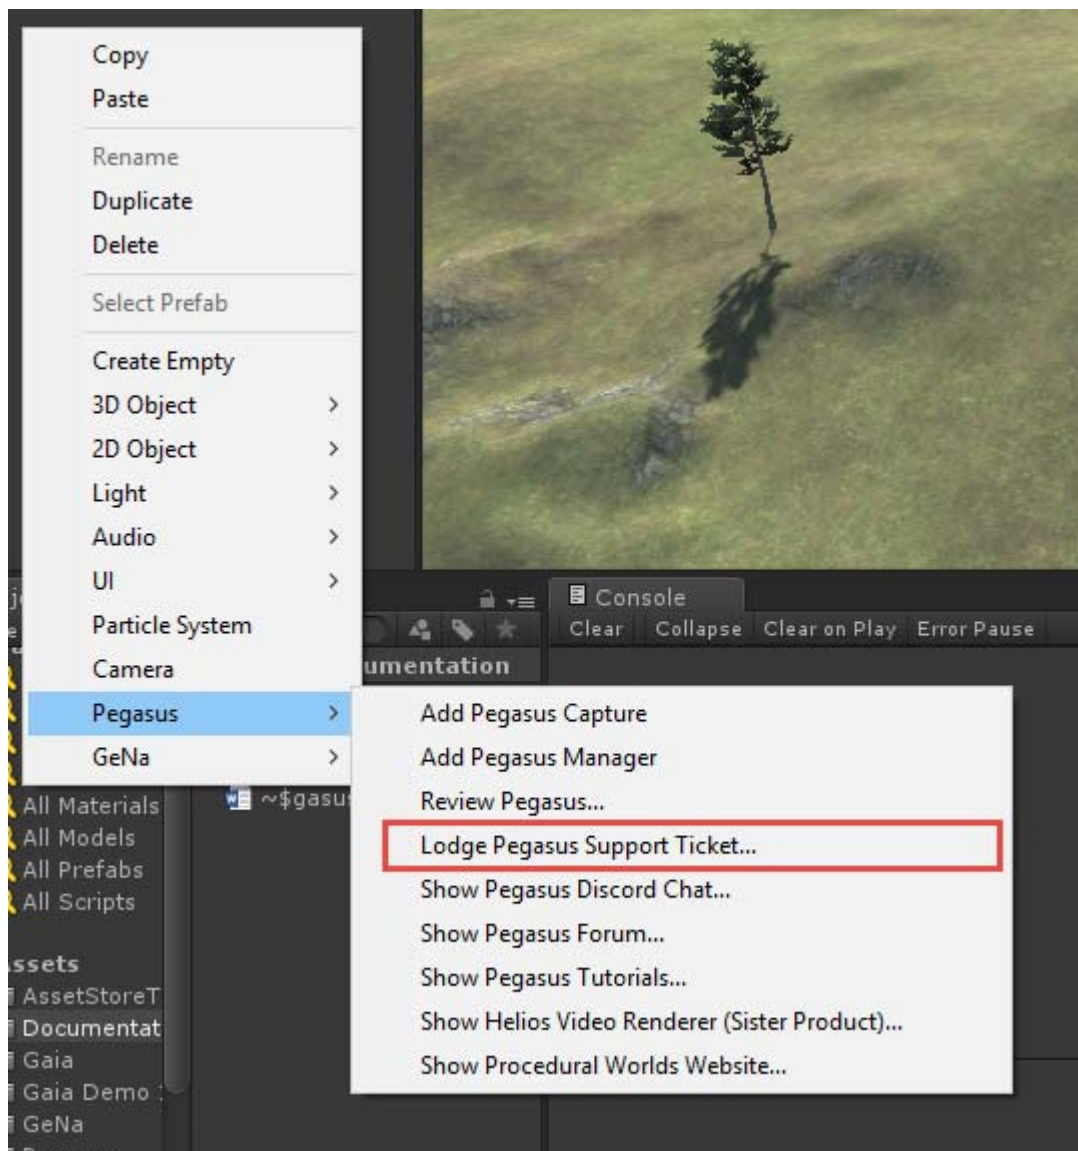 Copy
Paste
Rename
Duplicate
Delete
Select Prefab
Create Empty
3D Object
2D Object
Light
Audio
UI
Particle System
Camera
Pegasus
GeNa
Add Pegasus Capture
Add Pegasus Manager
Review Pegasus...
Lodge Pegasus Support Ticket...
Show Pegasus Discord Chat...
Show Pegasus Forum...
Show Pegasus Tutorials...
Show Helios Video Renderer (Sister Product)...
Show Procedural Worlds Website...
Console
Clear Collapse Clear on Play Error Pause
umentation
~$gasus
All Materials
All Models
All Prefabs
All Scripts
ssets
AssetStoreT
Documentat
Gaia
Gaia Demo
GeNa